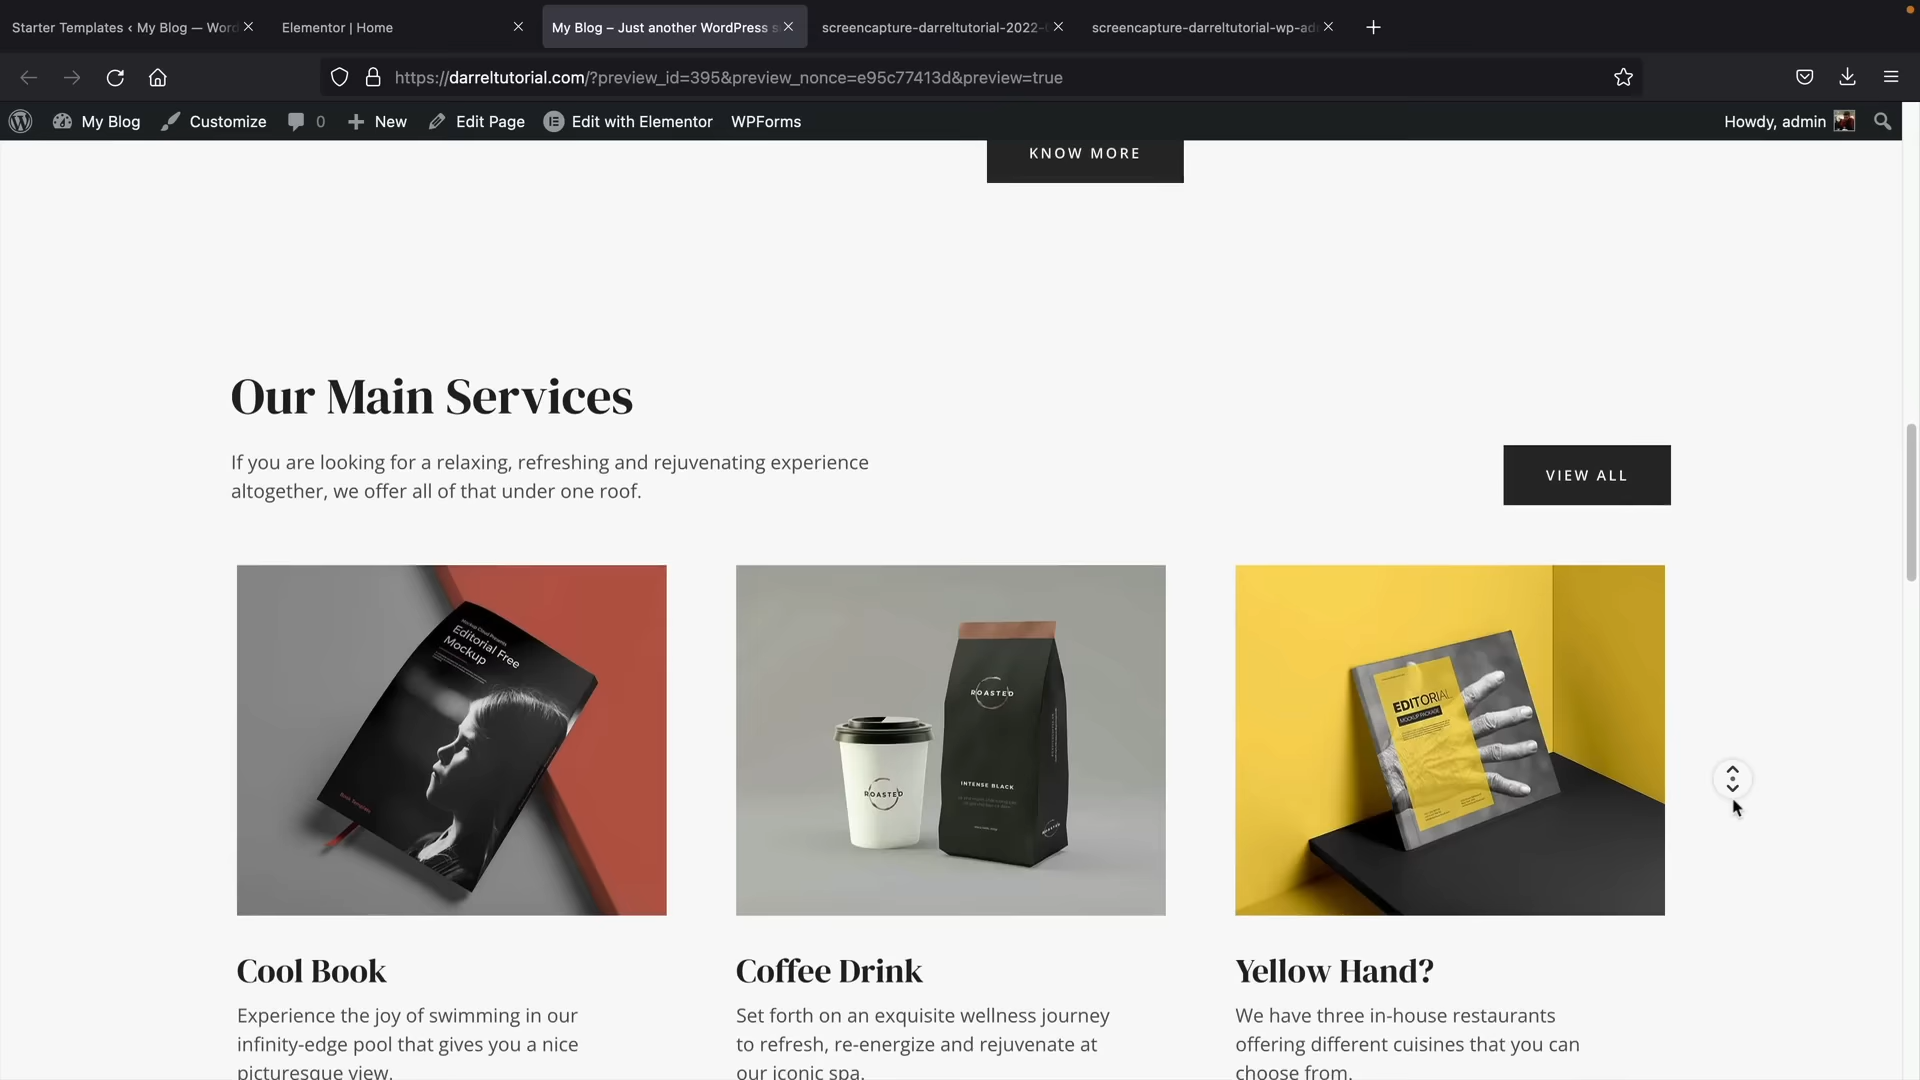 Starter Templates ‹ My Blog — Word
Elementor | Home
My Blog – Just another WordPress s
screencapture-darreltutorial-2022-
screencapture-darreltutorial-wp-ad
https://darreltutorial.com/?preview_id=395&preview_nonce=e95c77413d&preview=true
My Blog
Customize
0
New
Edit Page
Edit with Elementor
WPForms
Howdy, admin
KNOW MORE
Our Main Services
If you are looking for a relaxing, refreshing and rejuvenating experience
altogether, we offer all of that under one roof.
VIEW ALL
Editorial Free
Mockup
ROASTED
ROASTED
INTENSE BLACK
EDITORIAL
MOCKUP PACKAGE
Cool Book
Experience the joy of swimming in our
infinity-edge pool that gives you a nice
picturesque view.
Coffee Drink
Set forth on an exquisite wellness journey
to refresh, re-energize and rejuvenate at
our iconic spa.
Yellow Hand?
We have three in-house restaurants
offering different cuisines that you can
choose from.